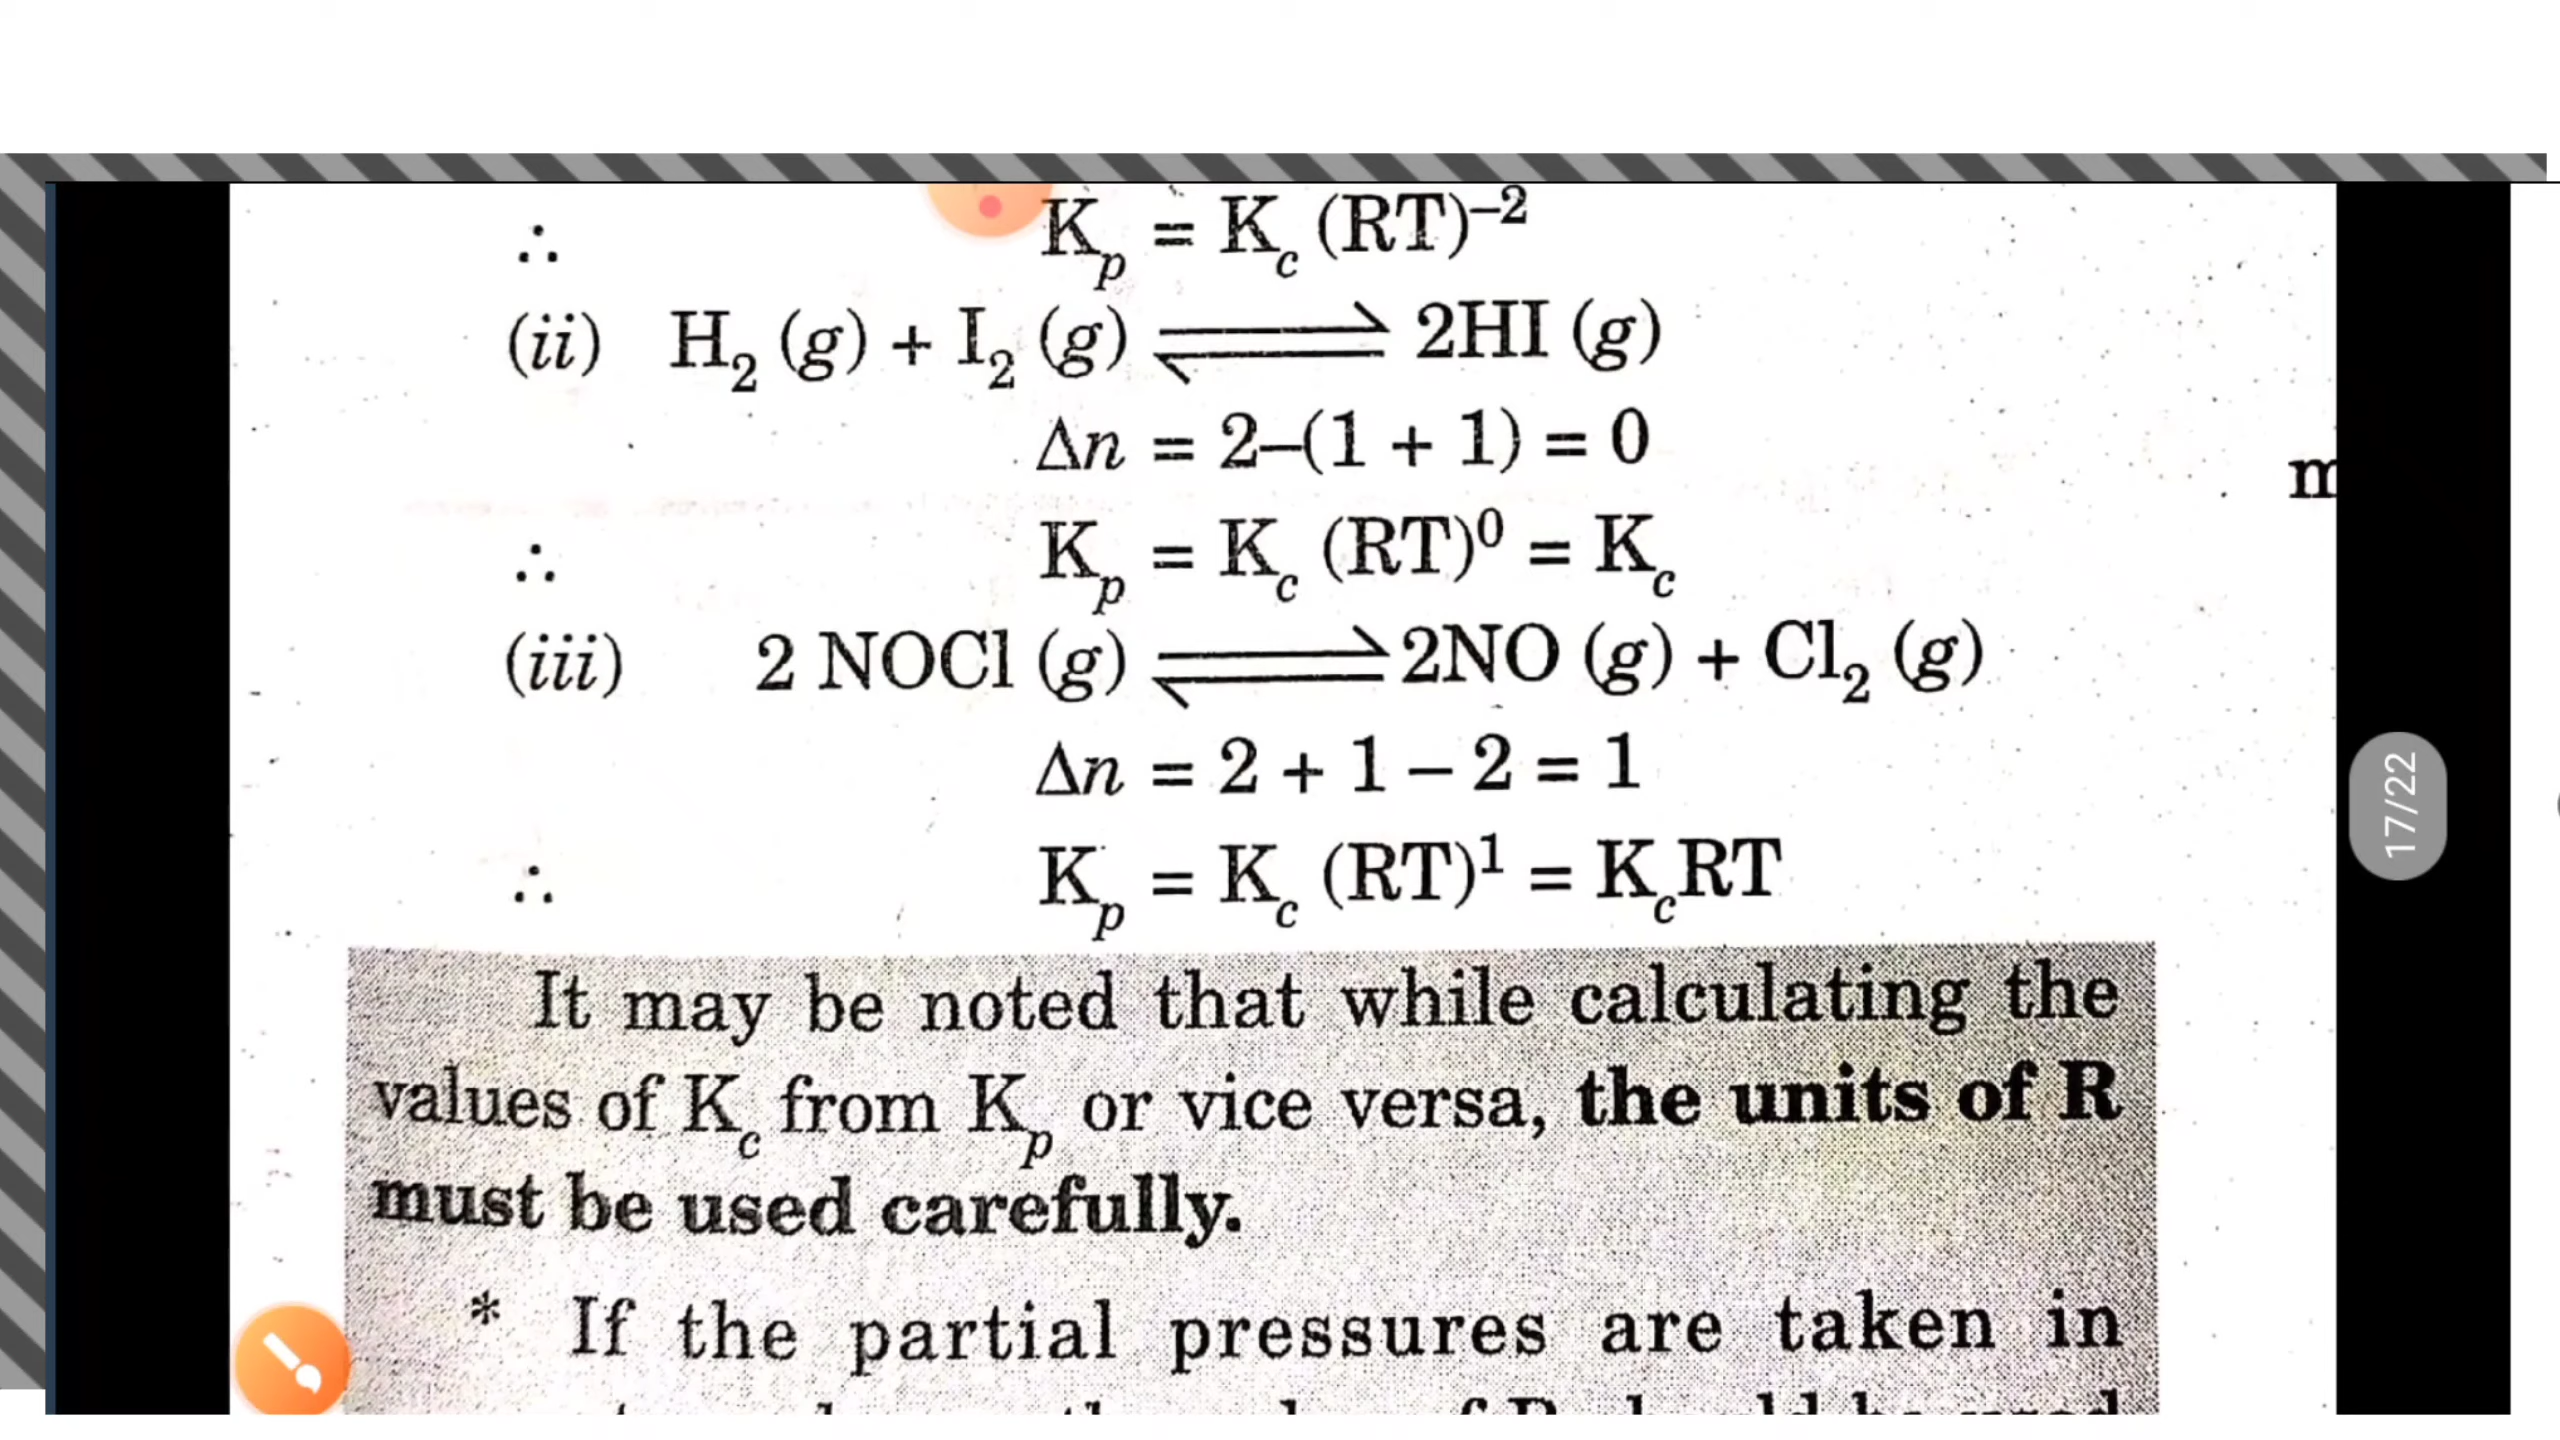 ∴ Kp = Kc (RT)⁻²
(ii) H₂ (g) + I₂ (g) ⇌ 2HI (g)
Δn = 2–(1 + 1) = 0
m
∴ Kp = Kc (RT)⁰ = Kc
(iii) 2 NOCl (g) ⇌ 2NO (g) + Cl₂ (g)
Δn = 2 + 1 – 2 = 1
17/22
∴ Kp = Kc (RT)¹ = KcRT
It may be noted that while calculating the
values of Kc from Kp or vice versa, the units of R
must be used carefully.
* If the partial pressures are taken in